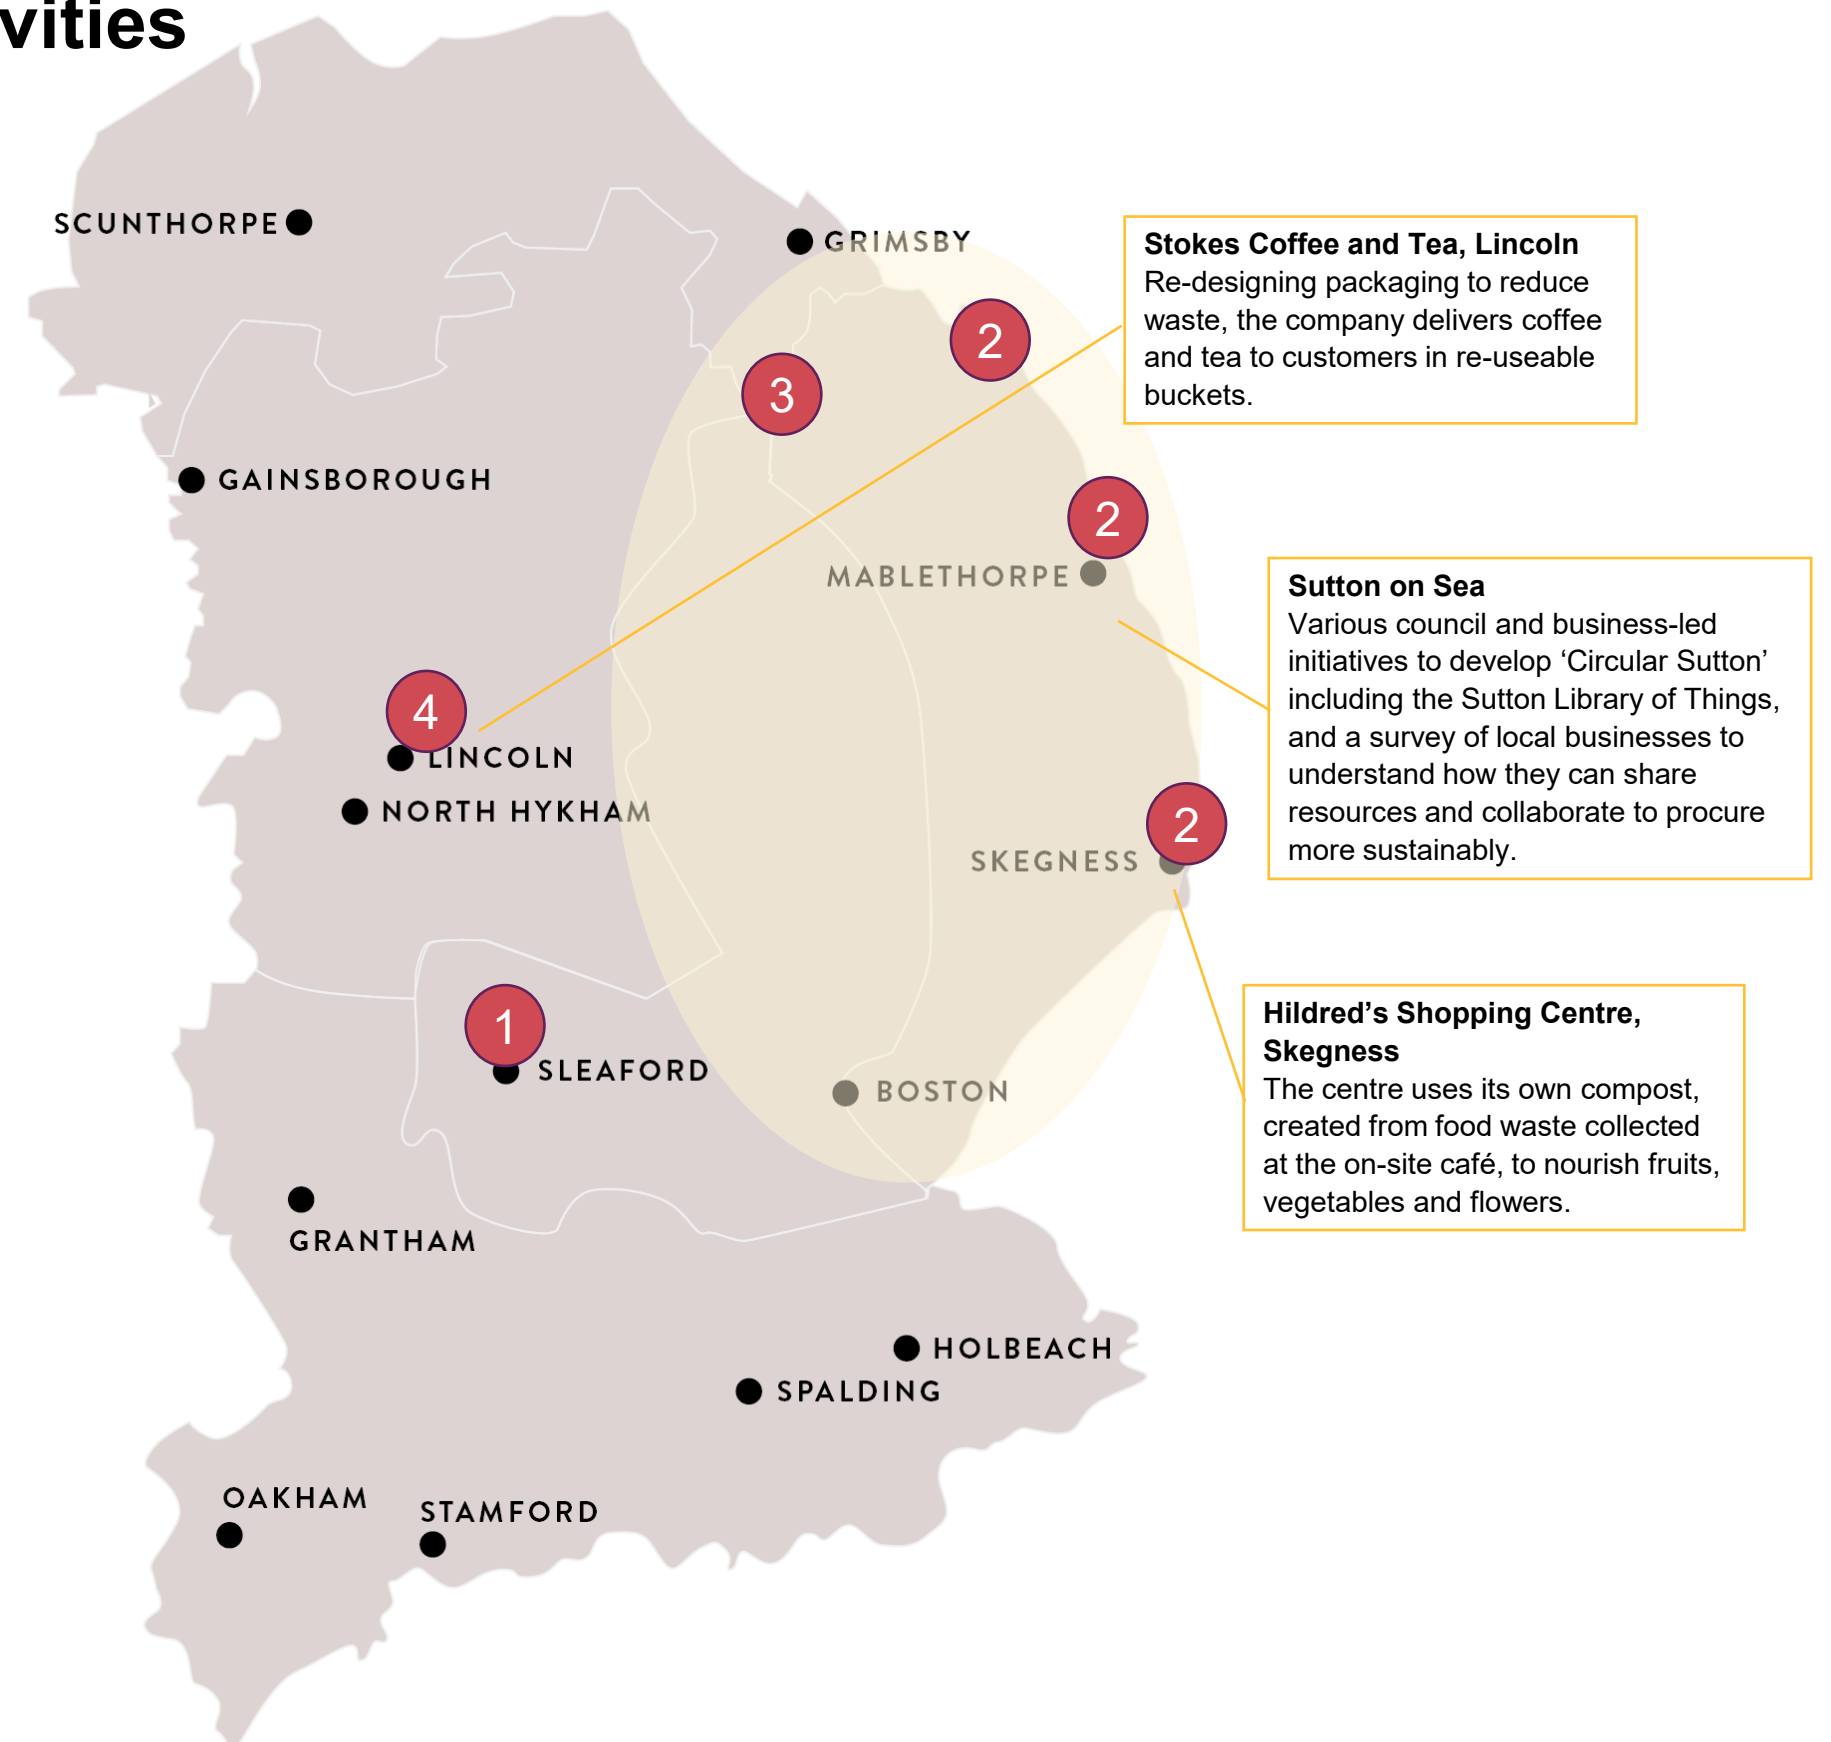 vities
SCUNTHORPE
GRIMSBY
Stokes Coffee and Tea, Lincoln
Re-designing packaging to reduce
waste, the company delivers coffee
and tea to customers in re-useable
buckets.
2
3
GAINSBOROUGH
2
MABLETHORPE
Sutton on Sea
Various council and business-led
initiatives to develop ‘Circular Sutton’
including the Sutton Library of Things,
and a survey of local businesses to
understand how they can share
resources and collaborate to procure
more sustainably.
4
LINCOLN
NORTH HYKHAM
2
SKEGNESS
Hildred’s Shopping Centre,
Skegness
The centre uses its own compost,
created from food waste collected
at the on-site café, to nourish fruits,
vegetables and flowers.
1
SLEAFORD
BOSTON
GRANTHAM
HOLBEACH
SPALDING
OAKHAM
STAMFORD